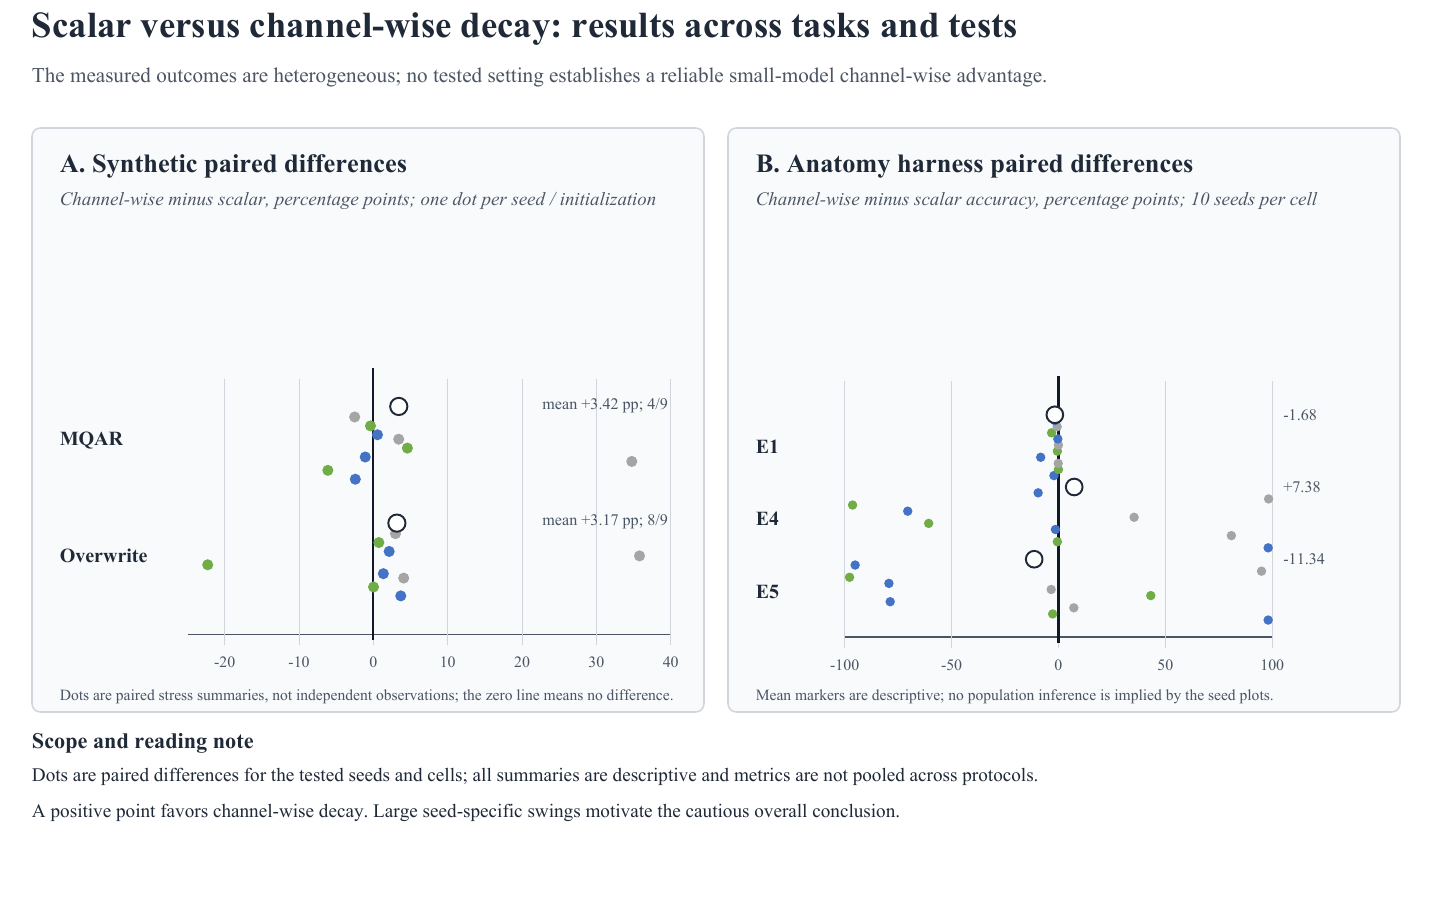 Scalar versus channel-wise decay: results across tasks and tests
The measured outcomes are heterogeneous; no tested setting establishes a reliable small-model channel-wise advantage.
A. Synthetic paired differences
Channel-wise minus scalar, percentage points; one dot per seed / initialization
mean +3.42 pp; 4/9
MQAR
mean +3.17 pp; 8/9
Overwrite
-20 -10 0 10 20 30 40
Dots are paired stress summaries, not independent observations; the zero line means no difference.
B. Anatomy harness paired differences
Channel-wise minus scalar accuracy, percentage points; 10 seeds per cell
-1.68
E1
+7.38
E4
-11.34
E5
-100 -50 0 50 100
Mean markers are descriptive; no population inference is implied by the seed plots.
Scope and reading note
Dots are paired differences for the tested seeds and cells; all summaries are descriptive and metrics are not pooled across protocols.
A positive point favors channel-wise decay. Large seed-specific swings motivate the cautious overall conclusion.